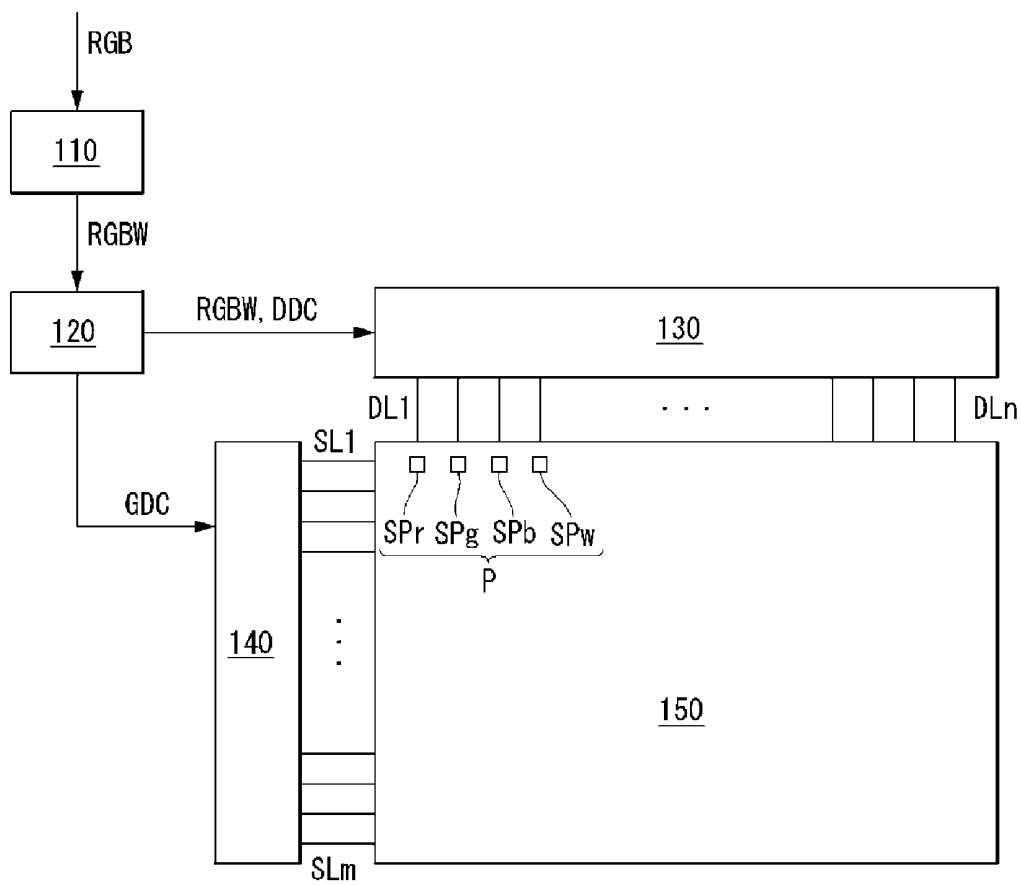 RGB
110
RGBW
120
RGBW, DDC
130
DL1
. . .
DLn
SL1
GDC
SPr SPg SPb SPw
P
140
150
SLm